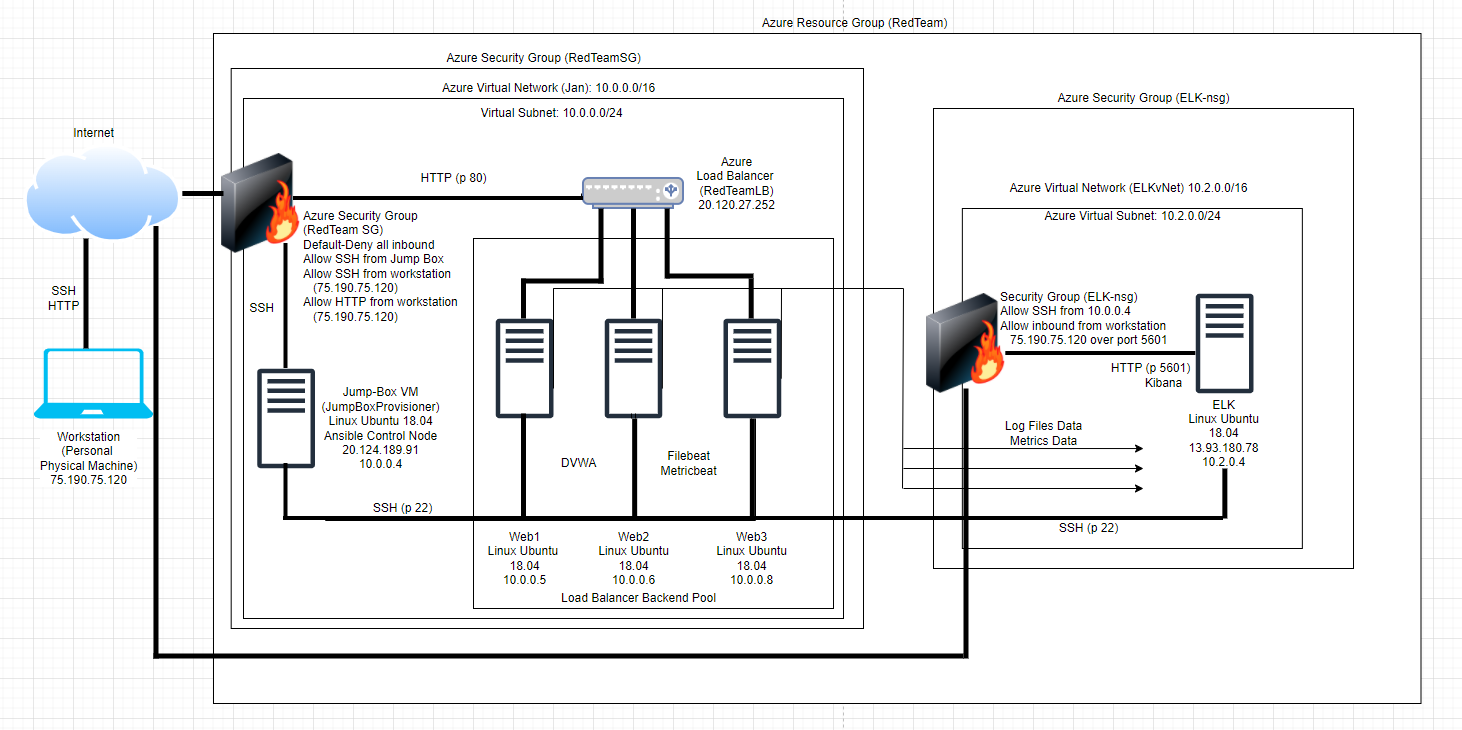 Azure Resource Group (RedTeam)
Azure Security Group (RedTeamSG)
Azure Virtual Network (Jan): 10.0.0.0/16
Virtual Subnet: 10.0.0.0/24
Azure Security Group (ELK-nsg)
Internet
Azure
Load Balancer
(RedTeamLB)
20.120.27.252
HTTP (p 80)
Azure Virtual Network (ELKvNet) 10.2.0.0/16
Azure Virtual Subnet: 10.2.0.0/24
Azure Security Group
(RedTeam SG)
Default-Deny all inbound
Allow SSH from Jump Box
Allow SSH from workstation
(75.190.75.120)
Allow HTTP from workstation
(75.190.75.120)
SSH
HTTP
SSH
Security Group (ELK-nsg)
Allow SSH from 10.0.0.4
Allow inbound from workstation
75.190.75.120 over port 5601
HTTP (p 5601)
Kibana
Jump-Box VM
(JumpBoxProvisioner)
Linux Ubuntu 18.04
Ansible Control Node
20.124.189.91
10.0.0.4
ELK
Linux Ubuntu
18.04
13.93.180.78
10.2.0.4
Workstation
(Personal
Physical Machine)
75.190.75.120
Log Files Data
Metrics Data
DVWA
Filebeat
Metricbeat
SSH (p 22)
SSH (p 22)
Web1
Linux Ubuntu
18.04
10.0.0.5
Web2
Linux Ubuntu
18.04
10.0.0.6
Web3
Linux Ubuntu
18.04
10.0.0.8
Load Balancer Backend Pool